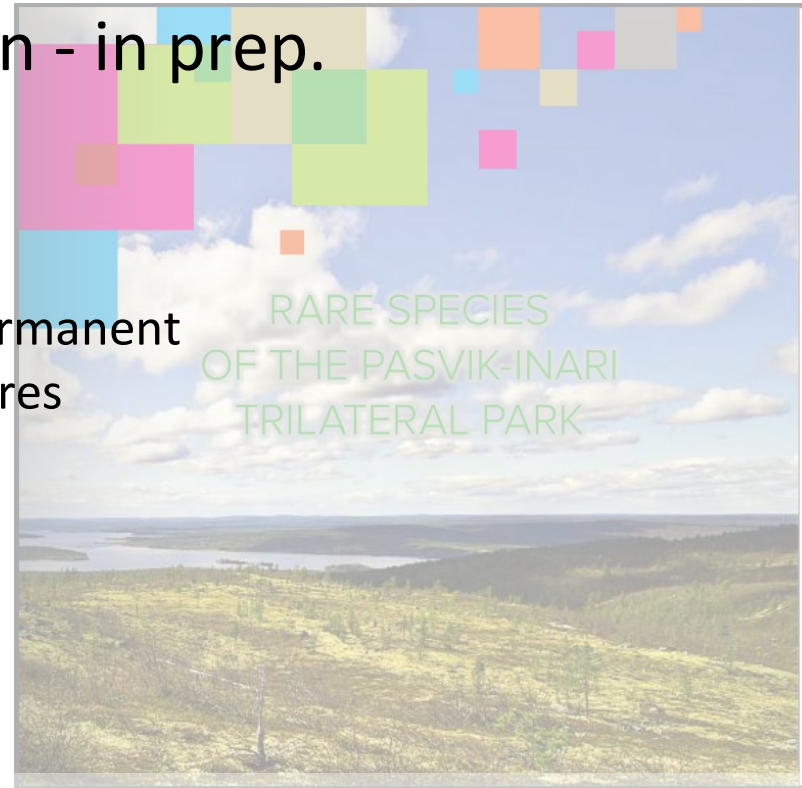 n - in prep.
rmanent
res
RARE SPECIES
OF THE PASVIK-INARI
TRILATERAL PARK